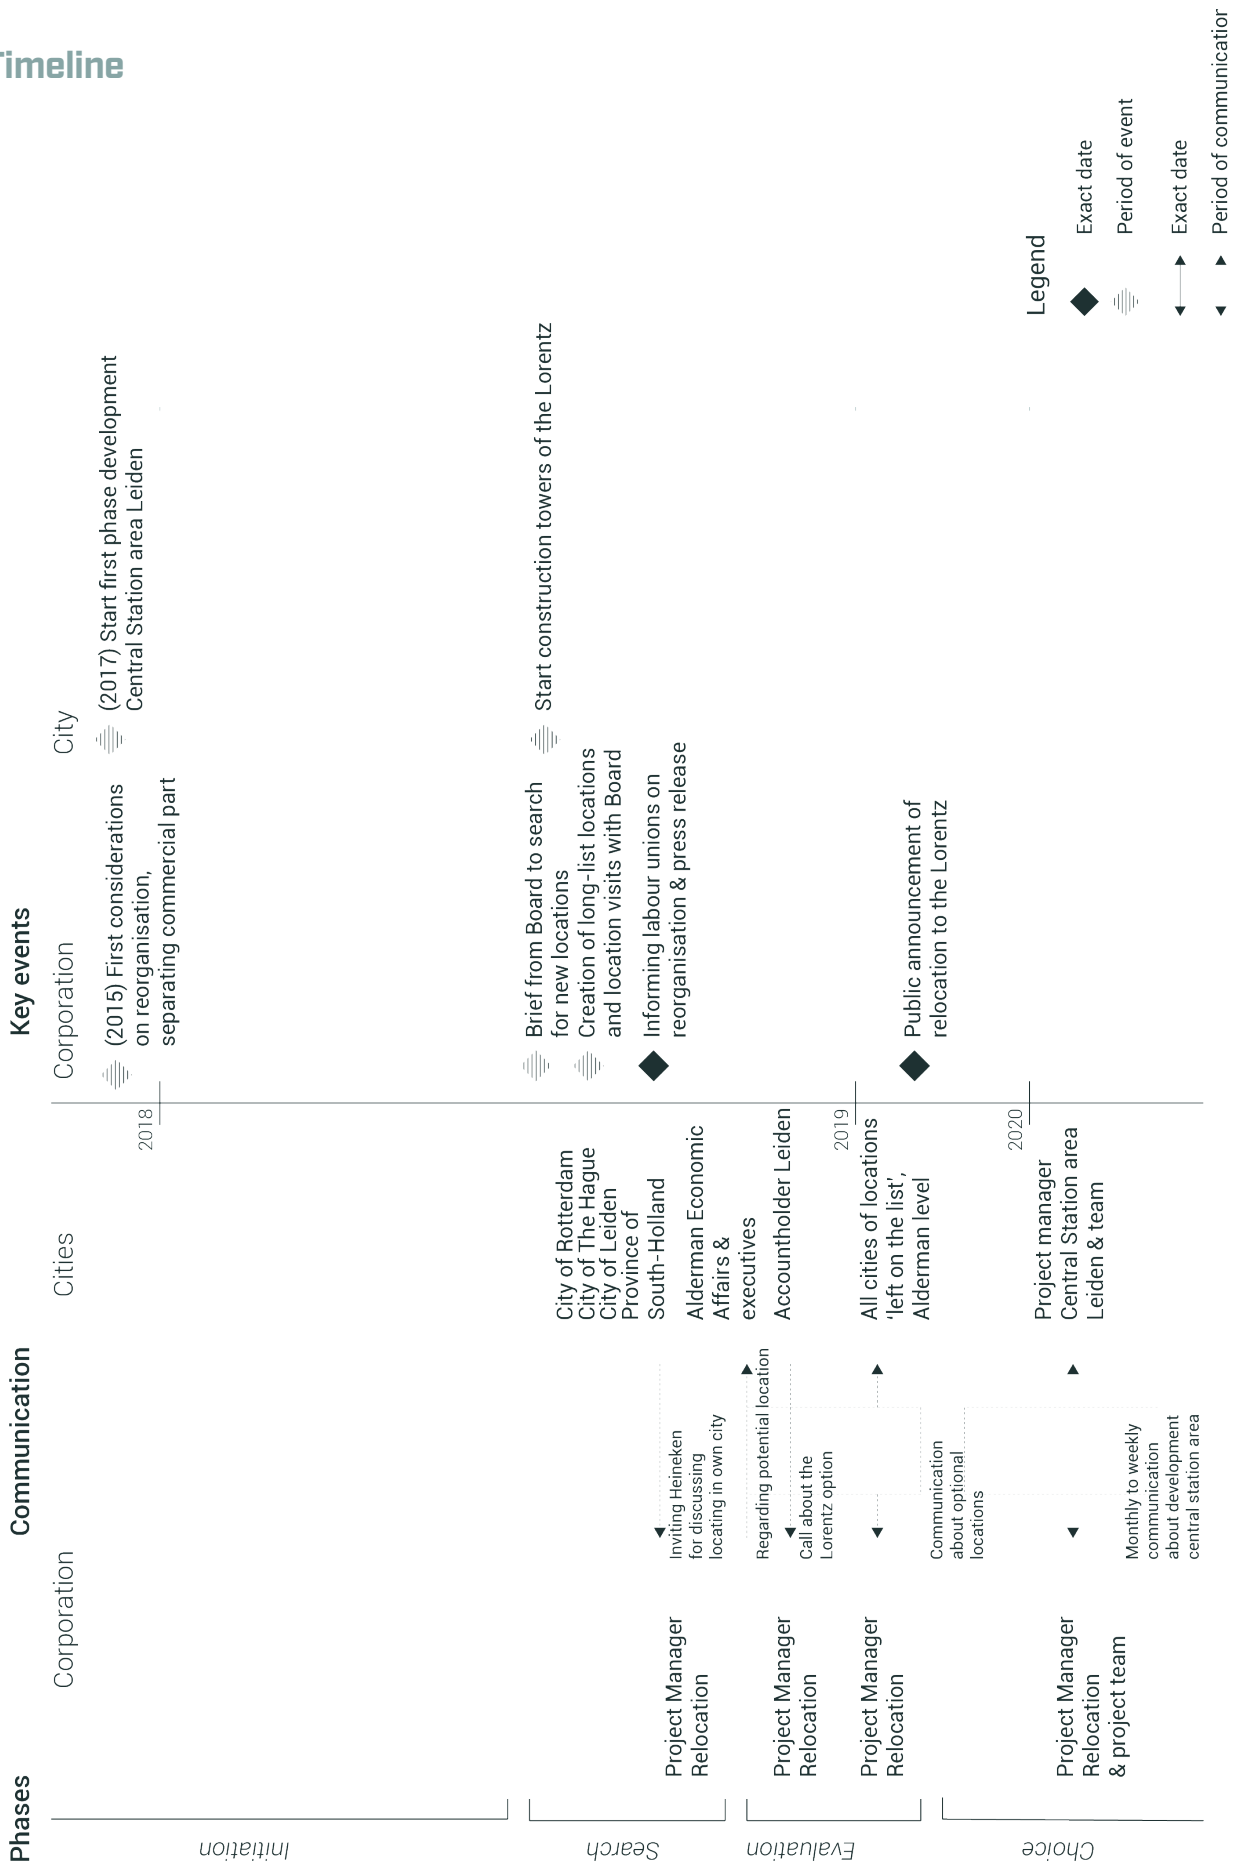 Timeline
Phases
Communication
Key events
Corporation
Cities
Corporation
City
Initiation
Search
Evaluation
Choice
2018
2019
2020
(2015) First considerations
on reorganisation,
separating commercial part
(2017) Start first phase development
Central Station area Leiden
Brief from Board to search
for new locations
Start construction towers of the Lorentz
Creation of long-list locations
and location visits with Board
Informing labour unions on
reorganisation & press release
Public announcement of
relocation to the Lorentz
Project Manager
Relocation
Inviting Heineken
for discussing
locating in own city
City of Rotterdam
City of The Hague
City of Leiden
Province of
South-Holland
Regarding potential location
Alderman Economic
Affairs &
executives
Project Manager
Relocation
Call about the
Lorentz option
Accountholder Leiden
Project Manager
Relocation
Communication
about optional
locations
All cities of locations
‘left on the list’,
Alderman level
Project Manager
Relocation
& project team
Monthly to weekly
communication
about development
central station area
Project manager
Central Station area
Leiden & team
Legend
Exact date
Period of event
Exact date
Period of communication